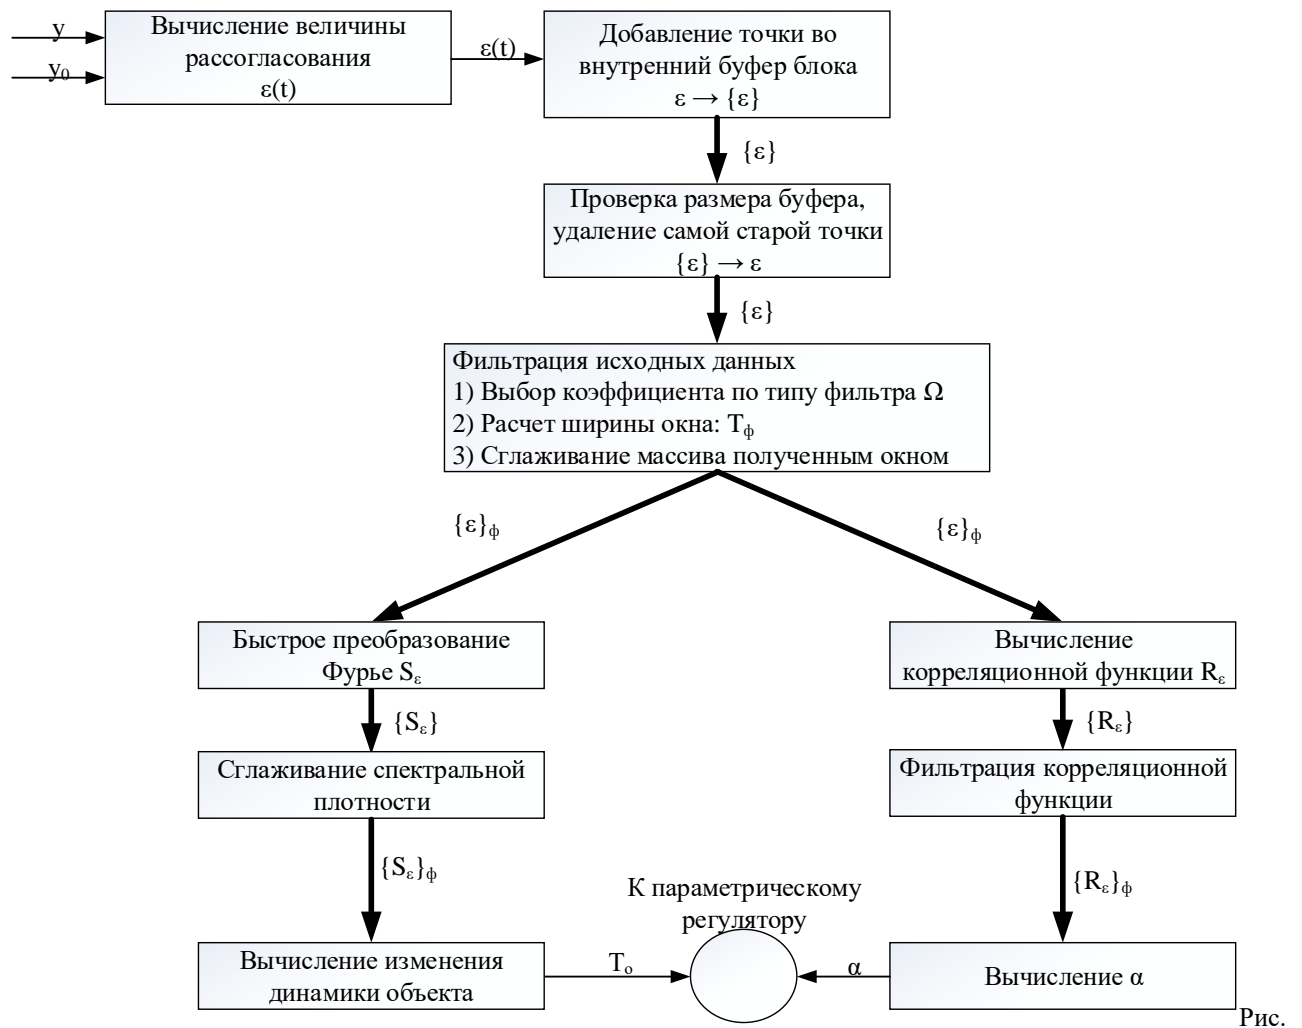 y
y₀
Вычисление величины
рассогласования
ε(t)
ε(t)
Добавление точки во
внутренний буфер блока
ε → {ε}
{ε}
Проверка размера буфера,
удаление самой старой точки
{ε} → ε
{ε}
Фильтрация исходных данных
1) Выбор коэффициента по типу фильтра Ω
2) Расчет ширины окна: Tф
3) Сглаживание массива полученным окном
{ε}ф
{ε}ф
Быстрое преобразование
Фурье Sε
{Sε}
Сглаживание спектральной
плотности
{Sε}ф
Вычисление изменения
динамики объекта
Tо
Вычисление
корреляционной функции Rε
{Rε}
Фильтрация корреляционной
функции
{Rε}ф
Вычисление α
α
К параметрическому
регулятору
Рис.